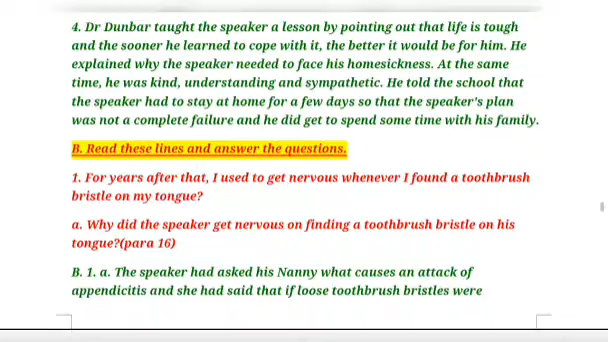 4. Dr Dunbar taught the speaker a lesson by pointing out that life is tough
and the sooner he learned to cope with it, the better it would be for him. He
explained why the speaker needed to face his homesickness. At the same
time, he was kind, understanding and sympathetic. He told the school that
the speaker had to stay at home for a few days so that the speaker's plan
was not a complete failure and he did get to spend some time with his family.
B. Read these lines and answer the questions.
1. For years after that, I used to get nervous whenever I found a toothbrush
bristle on my tongue?
a. Why did the speaker get nervous on finding a toothbrush bristle on his
tongue?(para 16)
B. 1. a. The speaker had asked his Nanny what causes an attack of
appendicitis and she had said that if loose toothbrush bristles were